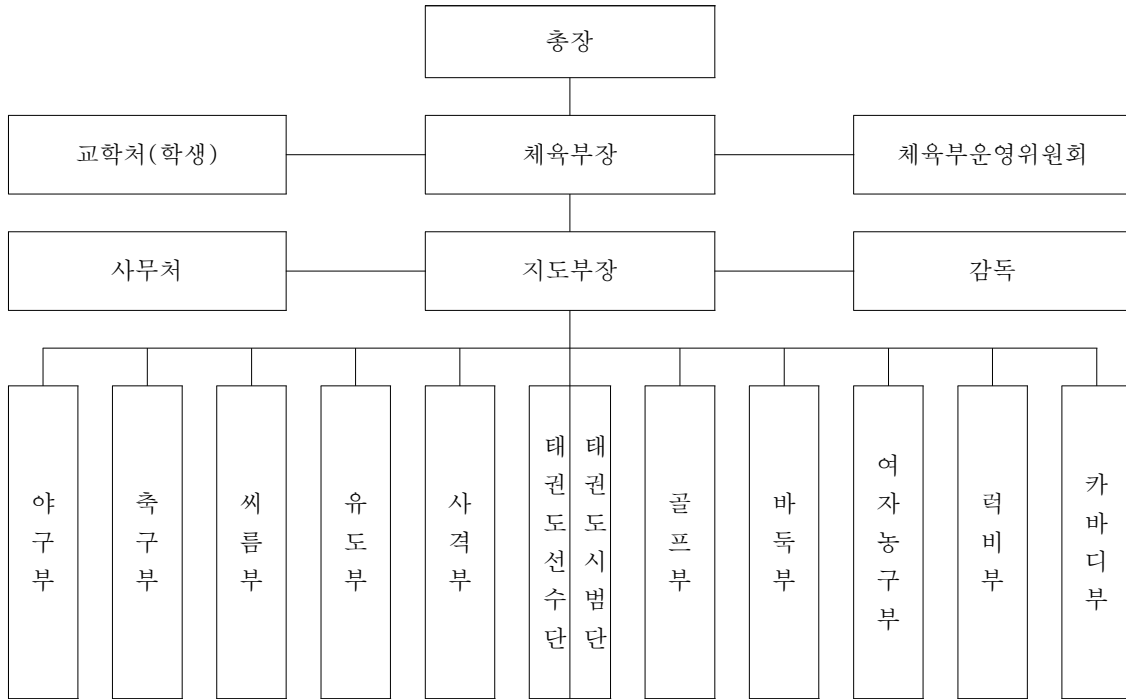 총장
교학처(학생)
체육부장
체육부운영위원회
사무처
지도부장
감독
야구부
축구부
씨름부
유도부
사격부
태권도선수단
태권도시범단
골프부
바둑부
여자농구부
럭비부
카바디부